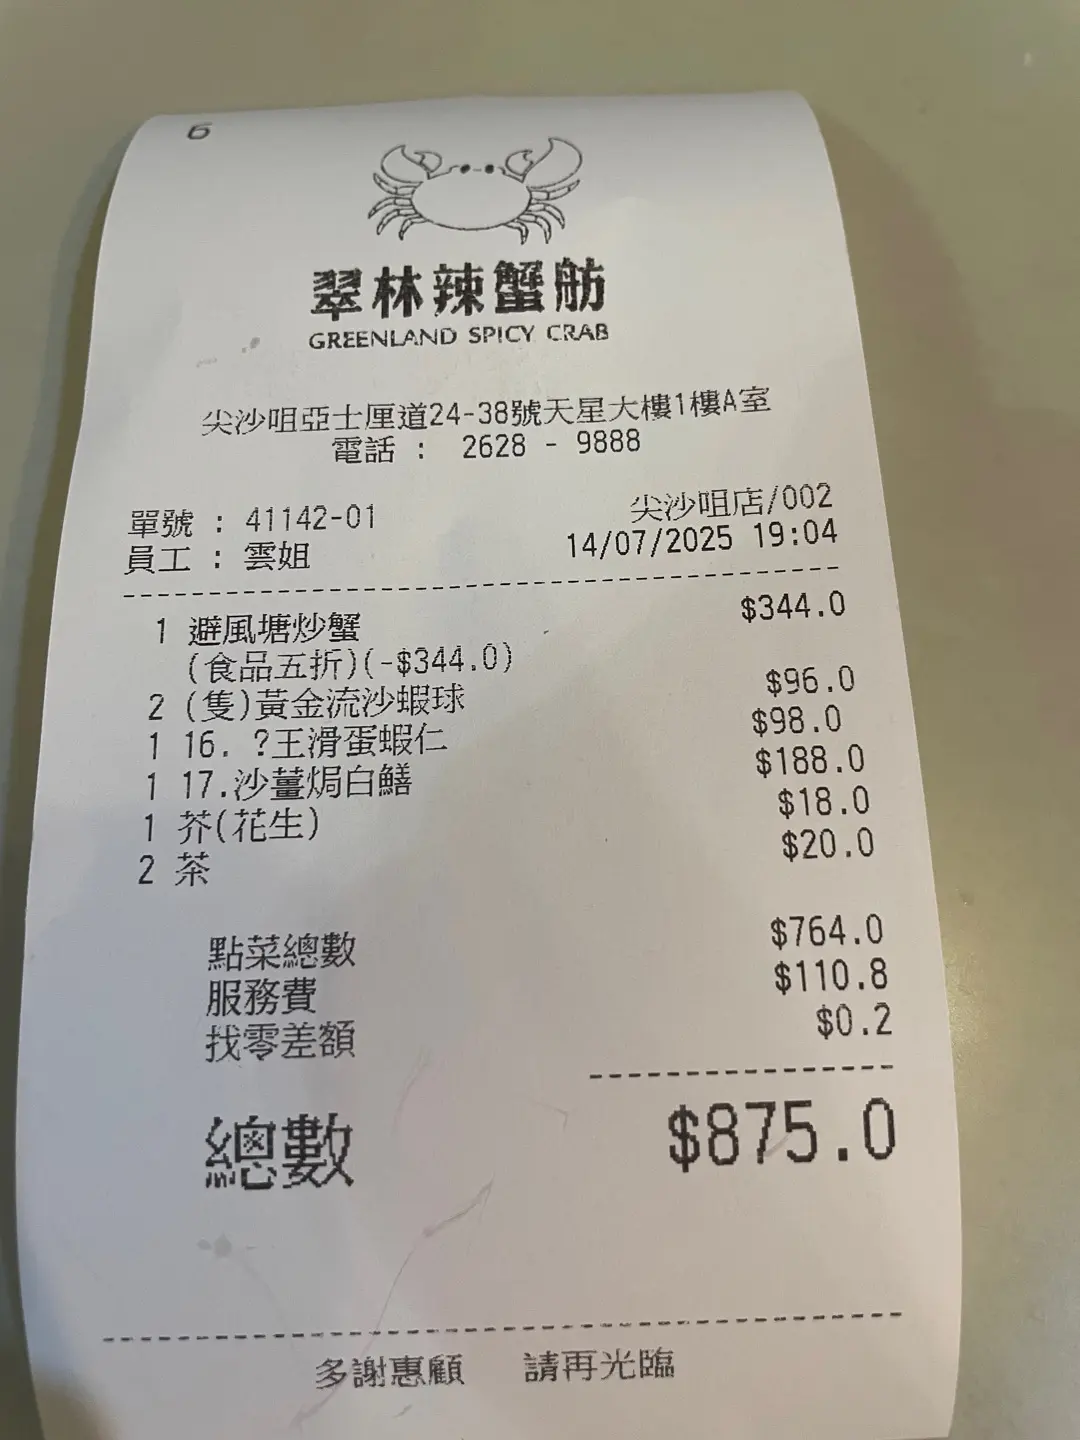 6
翠林辣蟹舫
GREENLAND SPICY CRAB
尖沙咀亞士厘道24-38號天星大樓1樓A室
電話 : 2628 - 9888
單號 : 41142-01 尖沙咀店/002
員工 : 雲姐 14/07/2025 19:04
1 避風塘炒蟹 $344.0
(食品五折)(-$344.0)
2 (隻)黃金流沙蝦球 $96.0
1 16. ?王滑蛋蝦仁 $98.0
1 17.沙薑焗白鱔 $188.0
1 芥(花生) $18.0
2 茶 $20.0
點菜總數 $764.0
服務費 $110.8
找零差額 $0.2
總數 $875.0
多謝惠顧 請再光臨